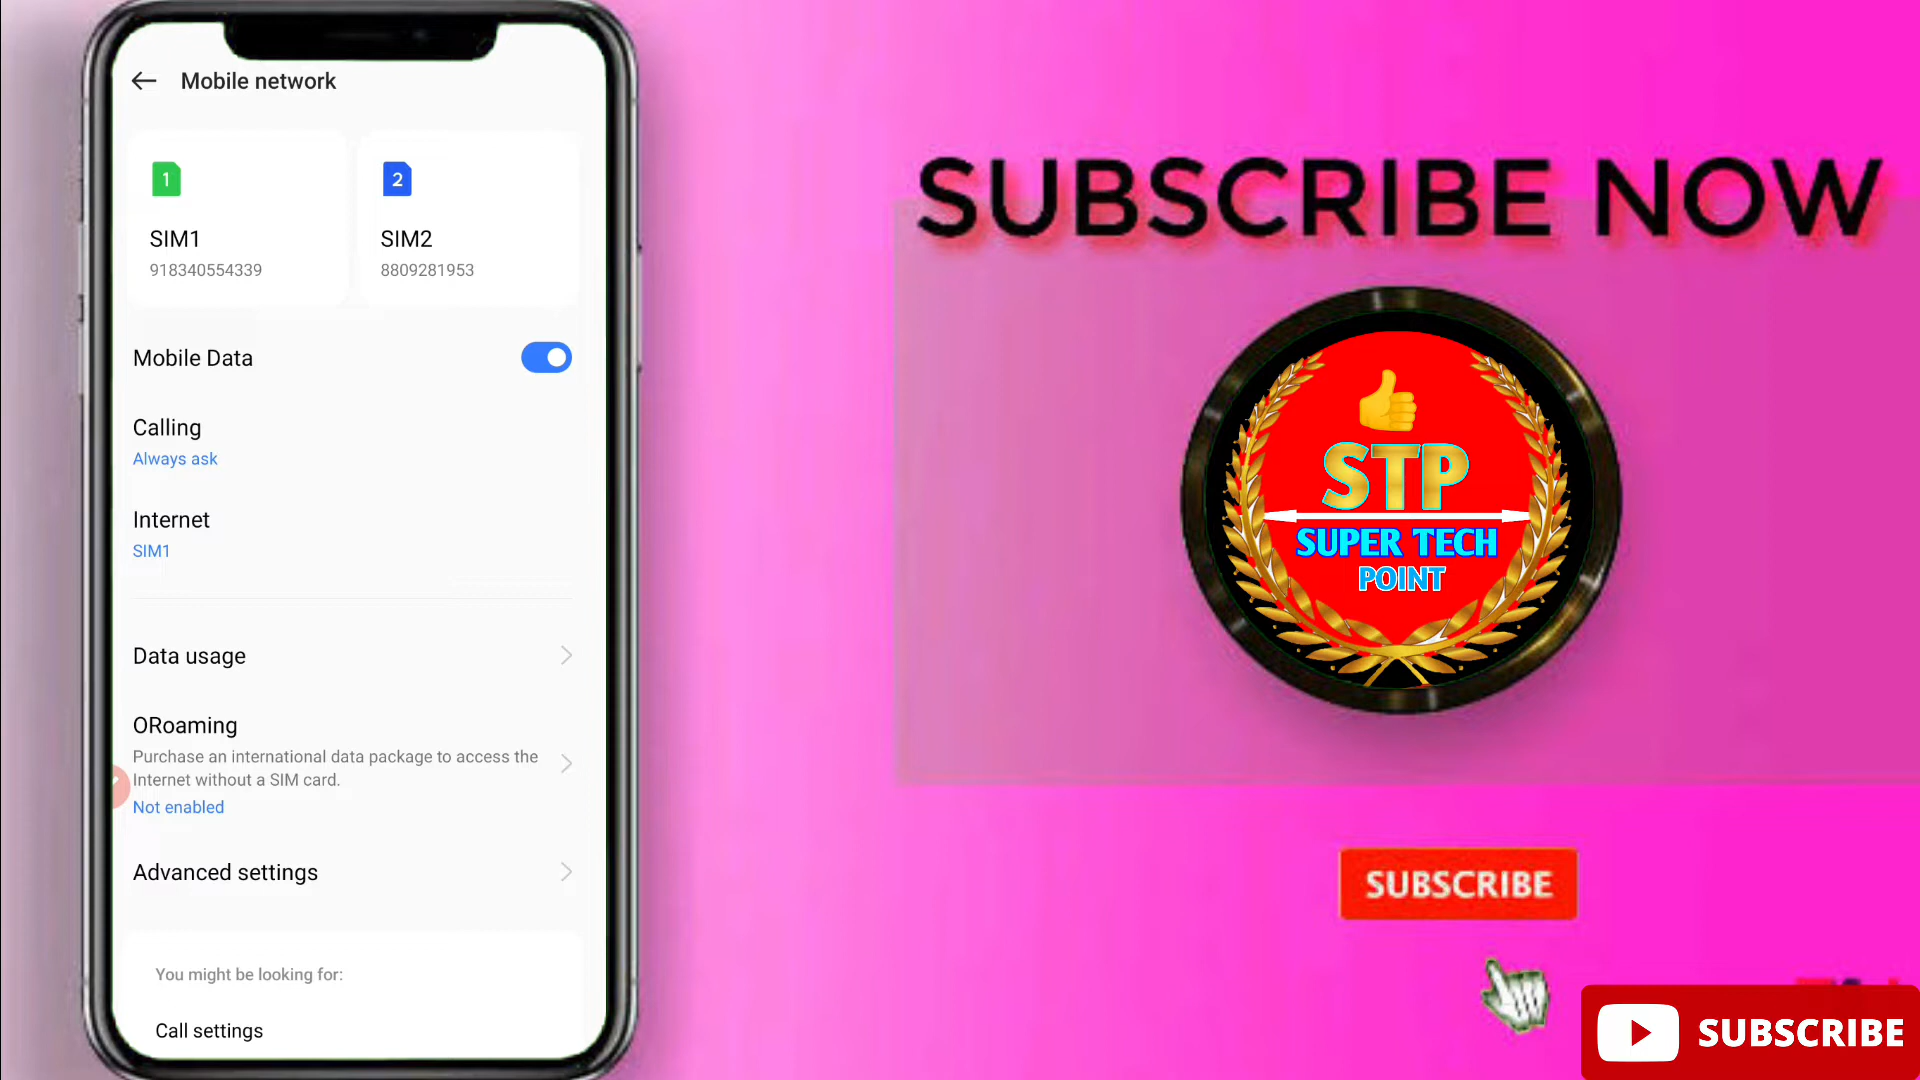 Mobile network
1
2
SIM1
SIM2
918340554339
8809281953
Mobile Data
Calling
Always ask
Internet
SIM1
Data usage
ORoaming
Purchase an international data package to access the
Internet without a SIM card.
Not enabled
Advanced settings
You might be looking for:
Call settings
SUBSCRIBE NOW
STP
SUPER TECH
POINT
SUBSCRIBE
SUBSCRIBE